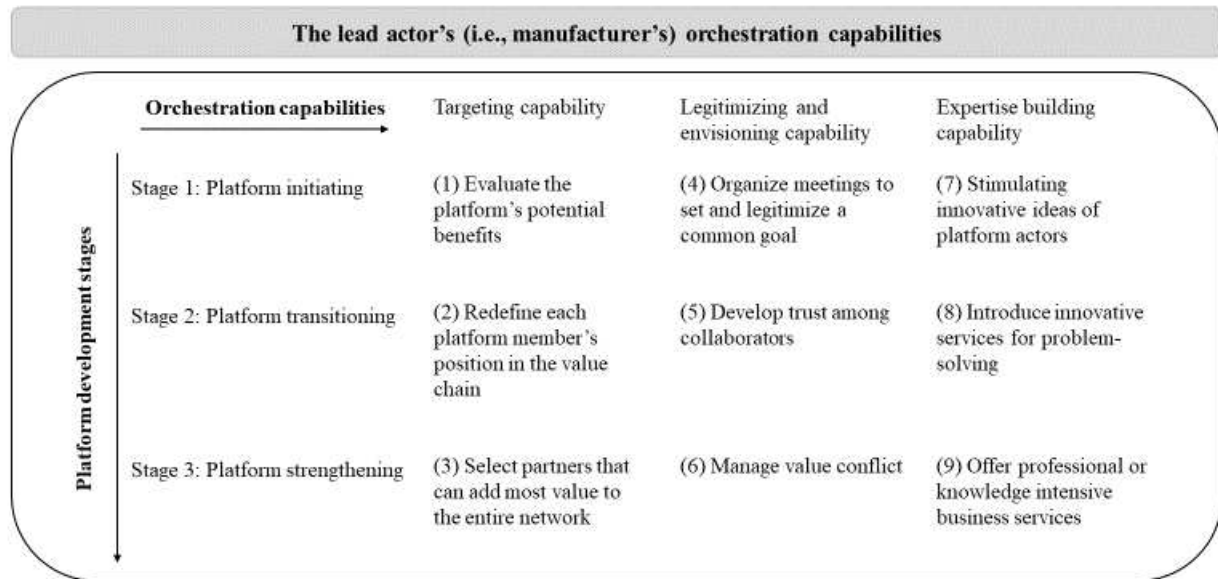 The lead actor's (i.e., manufacturer's) orchestration capabilities
Orchestration capabilities
Targeting capability
Legitimizing and
envisioning capability
Expertise building
capability
Platform development stages
Stage 1: Platform initiating
(1) Evaluate the
platform's potential
benefits
(4) Organize meetings to
set and legitimize a
common goal
(7) Stimulating
innovative ideas of
platform actors
Stage 2: Platform transitioning
(2) Redefine each
platform member's
position in the value
chain
(5) Develop trust among
collaborators
(8) Introduce innovative
services for problem-
solving
Stage 3: Platform strengthening
(3) Select partners that
can add most value to
the entire network
(6) Manage value conflict
(9) Offer professional or
knowledge intensive
business services